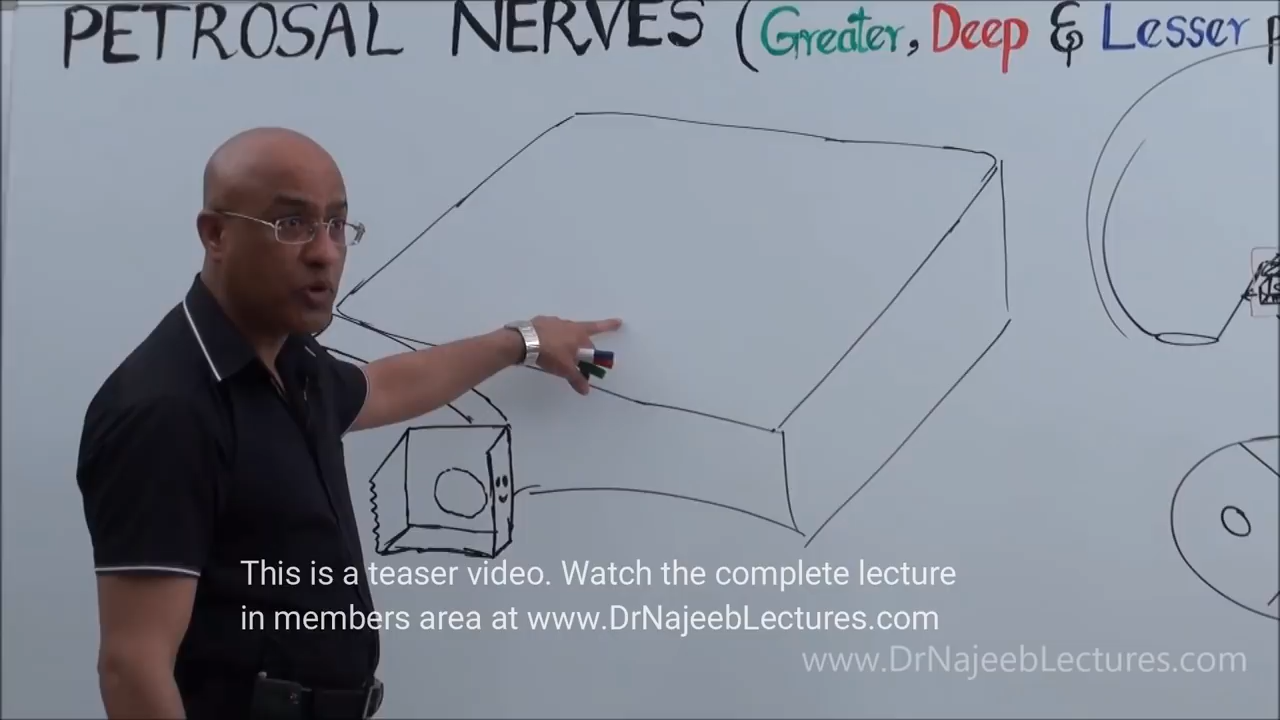 PETROSAL NERVES (Greater, Deep & Lesser
This is a teaser video. Watch the complete lecture
in members area at www.DrNajeebLectures.com
www.DrNajeebLectures.com